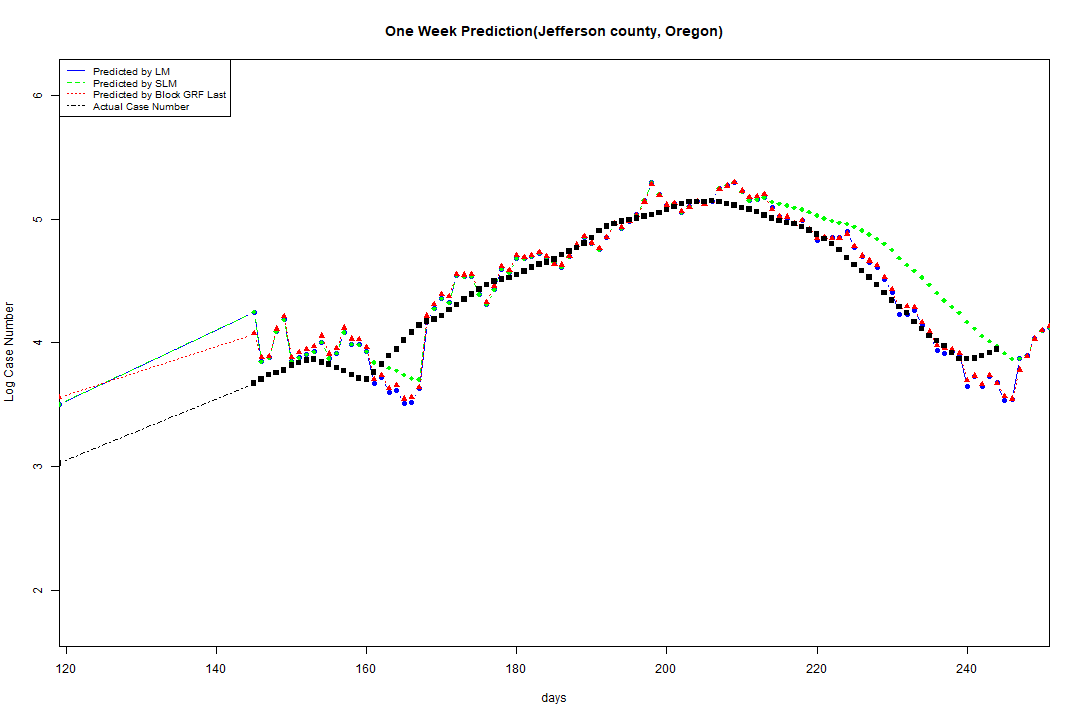 One Week Prediction(Jefferson county, Oregon)
Predicted by LM
Predicted by SLM
Predicted by Block GRF Last
Actual Case Number
Log Case Number
6
5
4
3
2
120 140 160 180 200 220 240
days